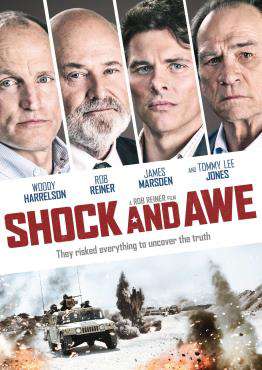 WOODY HARRELSON
ROB REINER
JAMES MARSDEN
AND TOMMY LEE JONES
A ROB REINER FILM
SHOCK AND AWE
They risked everything to uncover the truth